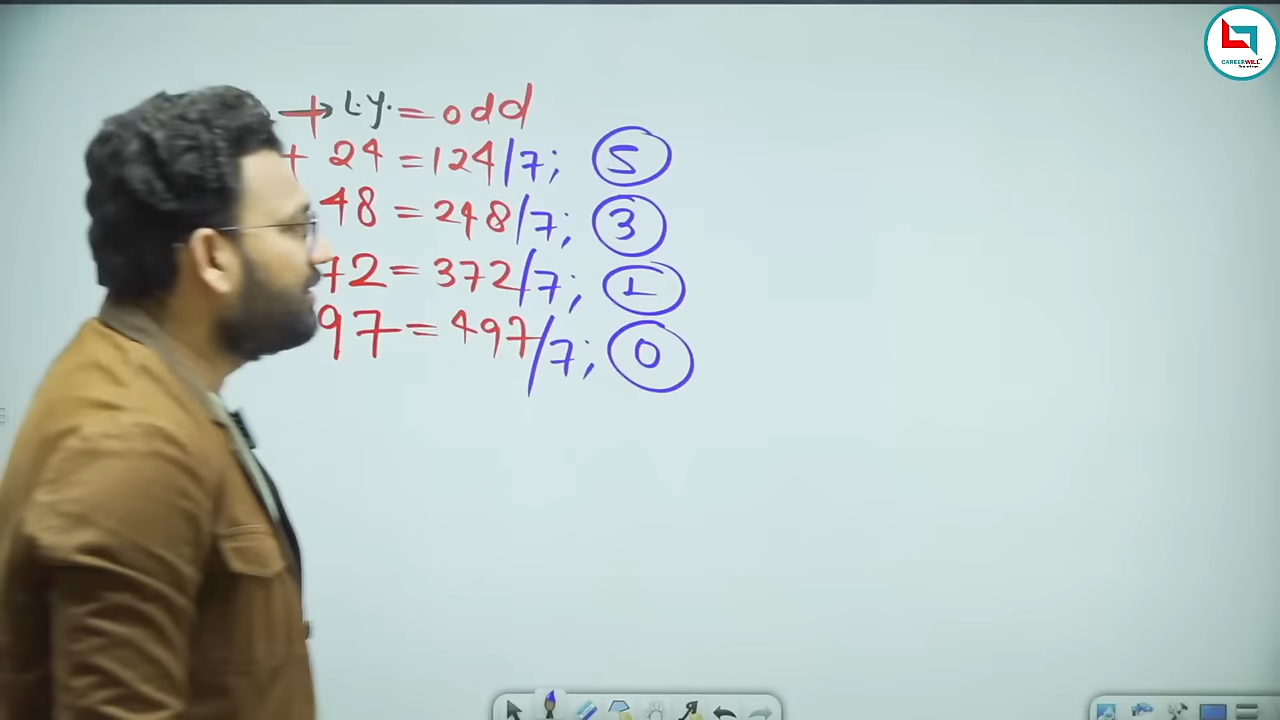 CAREERWILL
+→ L.Y. = odd
+ 24 = 124/7; 5
48 = 248/7; 3
72 = 372/7; 1
97 = 497/7; 0